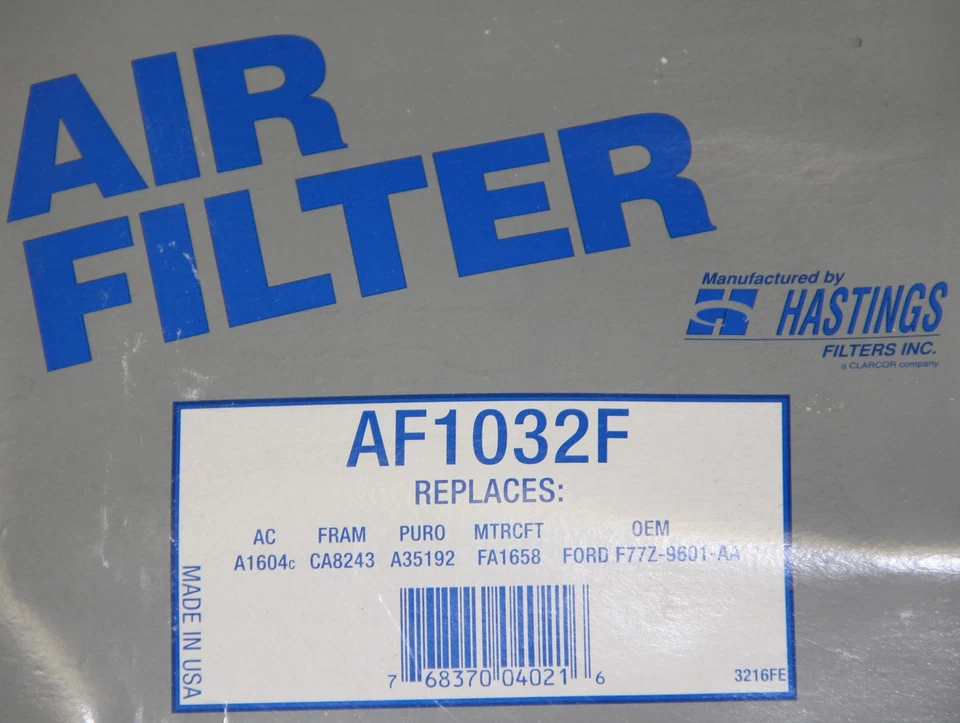 AIR
FILTER
Manufactured by
HASTINGS
FILTERS INC.
a CLARCOR company
AF1032F
REPLACES:
AC FRAM PURO MTRCFT OEM
A1604c CA8243 A35192 FA1658 FORD F77Z-9601-AA
MADE IN USA
7 68370 04021 6
3216FE